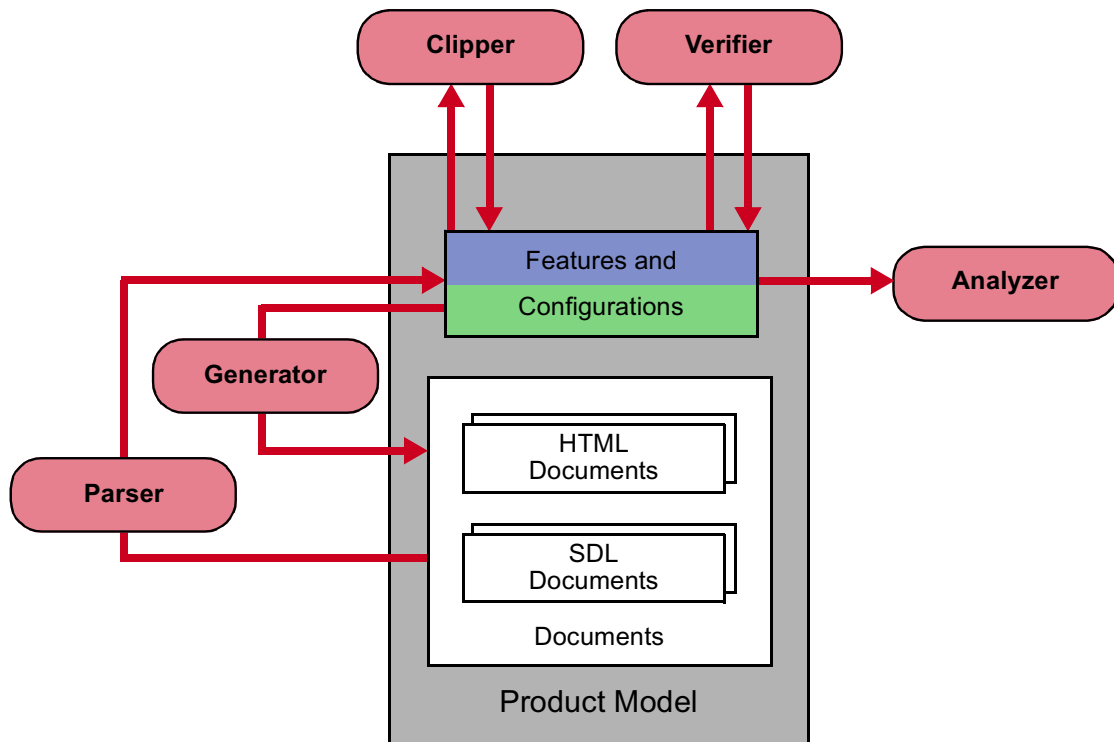 Clipper
Verifier
Features and
Configurations
Analyzer
Generator
HTML
Documents
Parser
SDL
Documents
Documents
Product Model